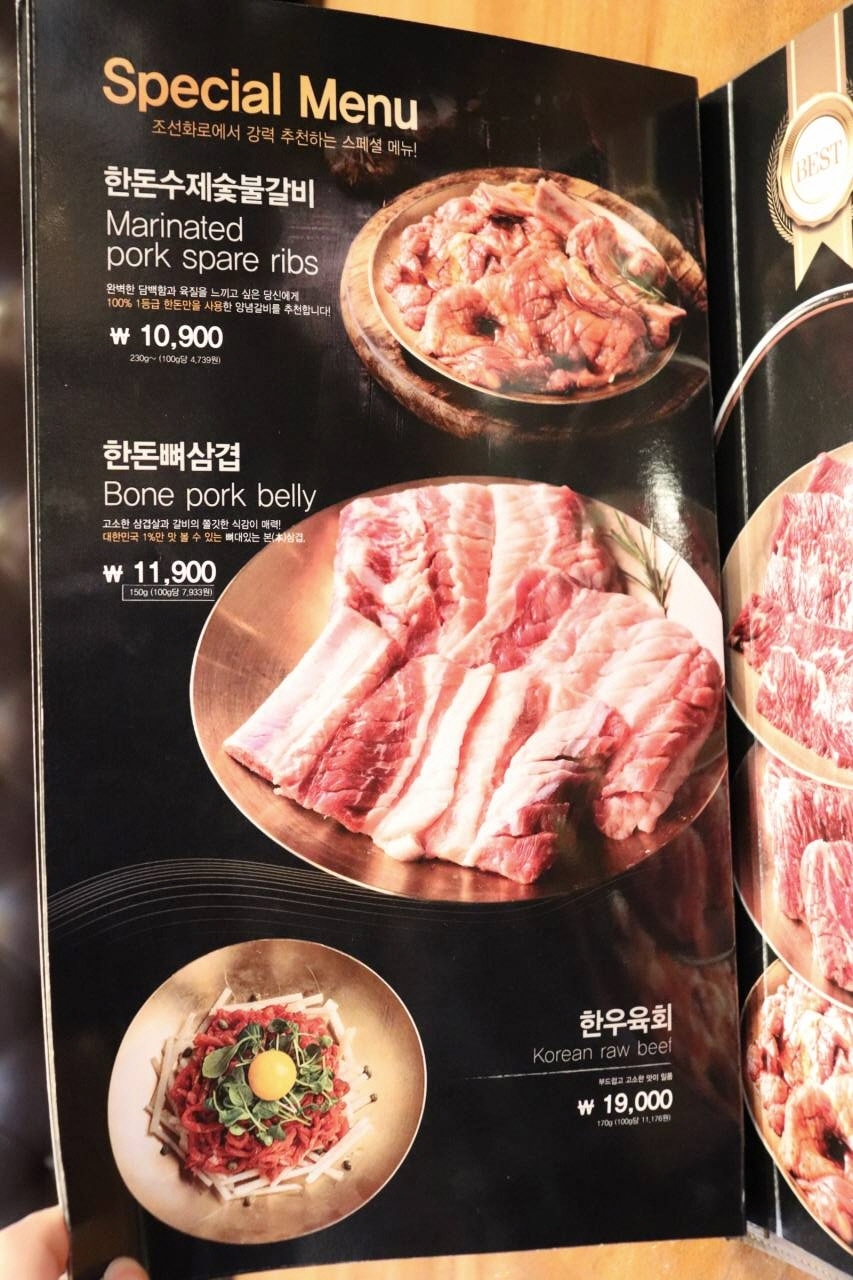 Special Menu
조선화로에서 강력 추천하는 스페셜 메뉴!
한돈수제숯불갈비
Marinated
pork spare ribs
완벽한 담백함과 육질을 느끼고 싶은 당신에게
100% 1등급 한돈만을 사용한 양념갈비를 추천합니다!
₩ 10,900
230g~ (100g당 4,739원)
한돈뼈삼겹
Bone pork belly
고소한 삼겹살과 갈비의 쫄깃한 식감이 매력!
대한민국 1%만 맛 볼 수 있는 뼈대있는 본(本)삼겹.
₩ 11,900
150g (100g당 7,933원)
한우육회
Korean raw beef
부드럽고 고소한 맛이 일품
₩ 19,000
170g (100g당 11,176원)
BEST